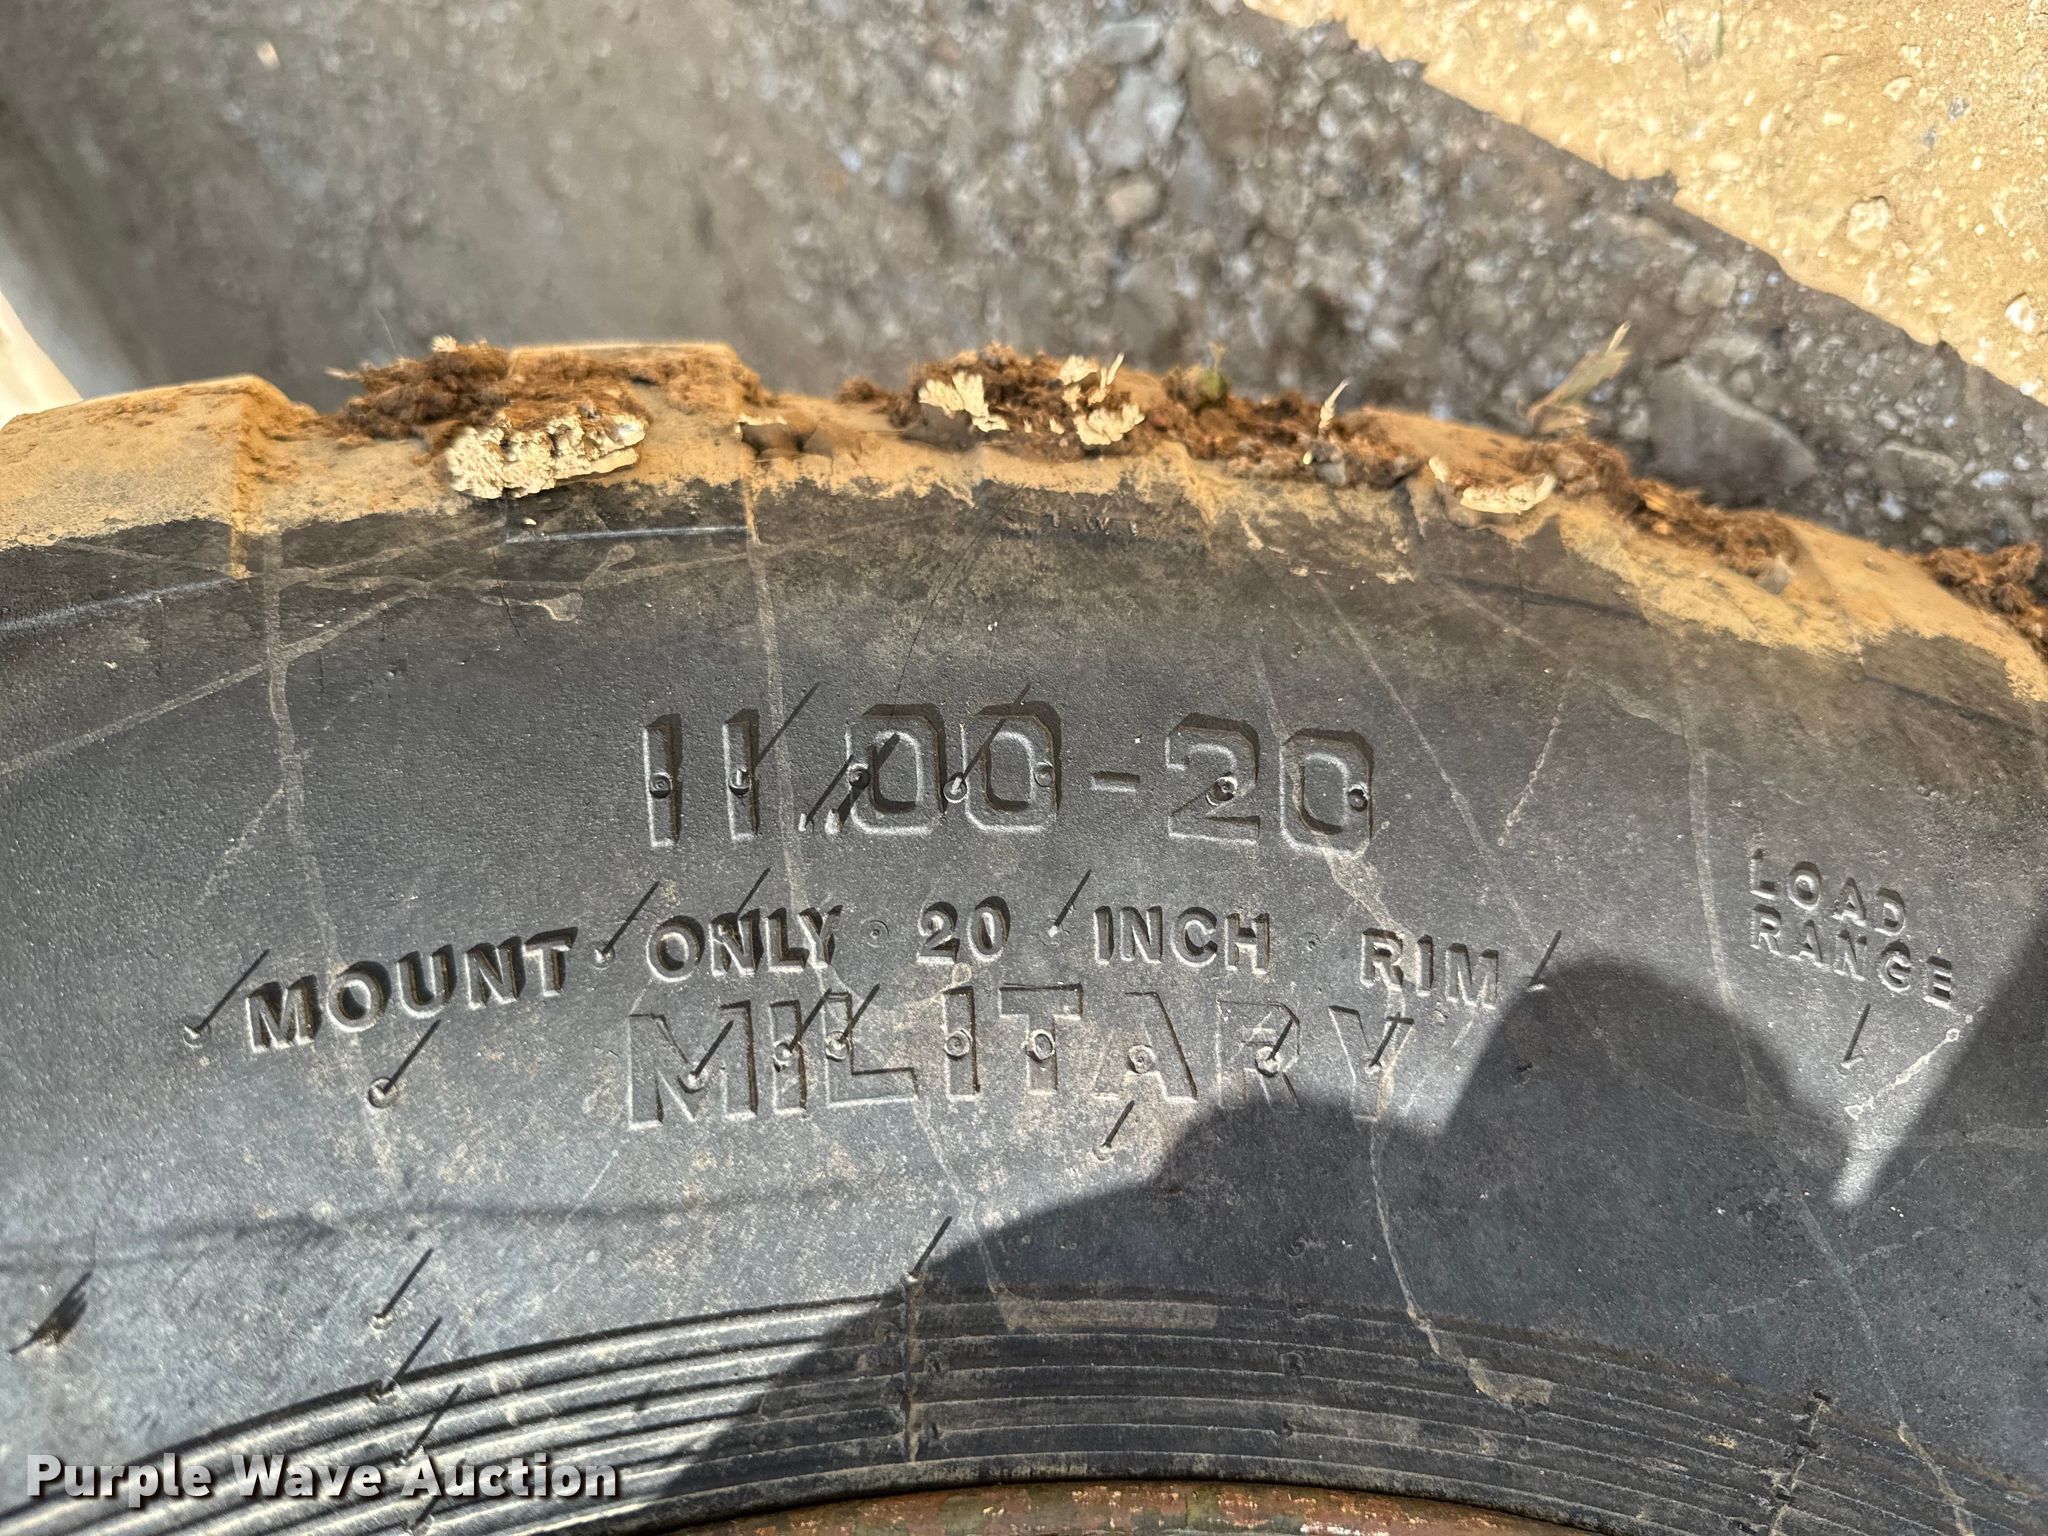 T.W.I.
11.00-20
MOUNT ONLY 20 INCH RIM
MILITARY
LOAD
RANGE
Purple Wave Auction